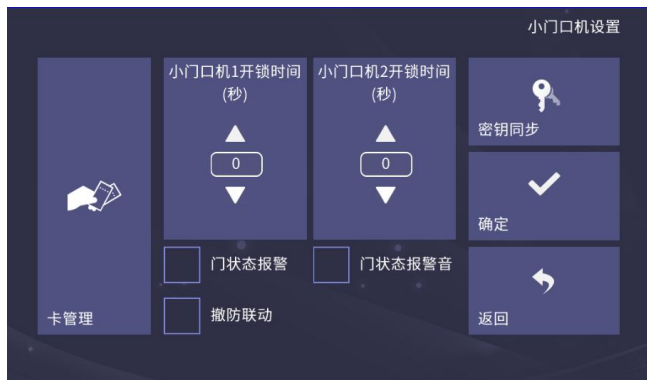 小门口机设置
小门口机1开锁时间
(秒)
0
小门口机2开锁时间
(秒)
0
密钥同步
确定
门状态报警
门状态报警音
卡管理
撤防联动
返回